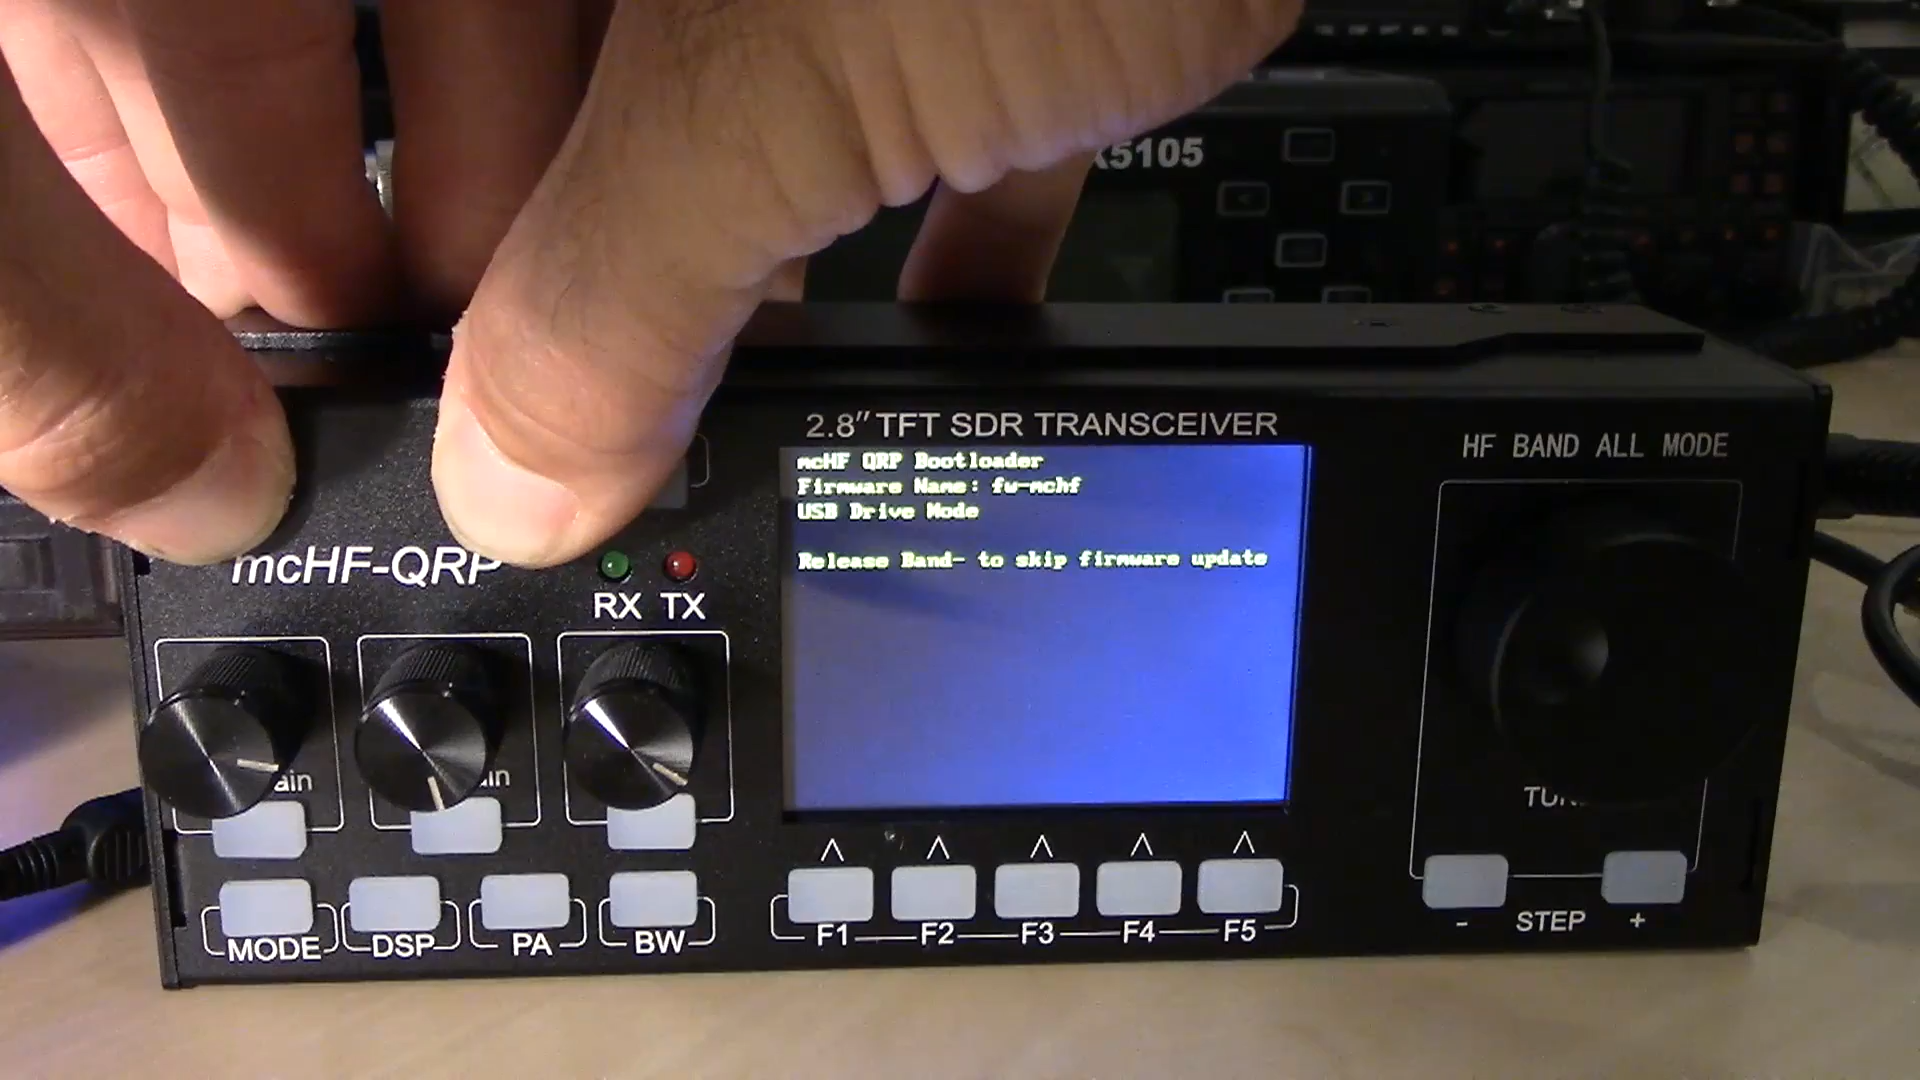 X5105
2.8" TFT SDR TRANSCEIVER
HF BAND ALL MODE
mcHF QRP Bootloader
Firmware Name: fw-mchf
USB Drive Mode
Release Band- to skip firmware update
mcHF-QRP
RX TX
MODE DSP PA BW
F1 F2 F3 F4 F5
- STEP +